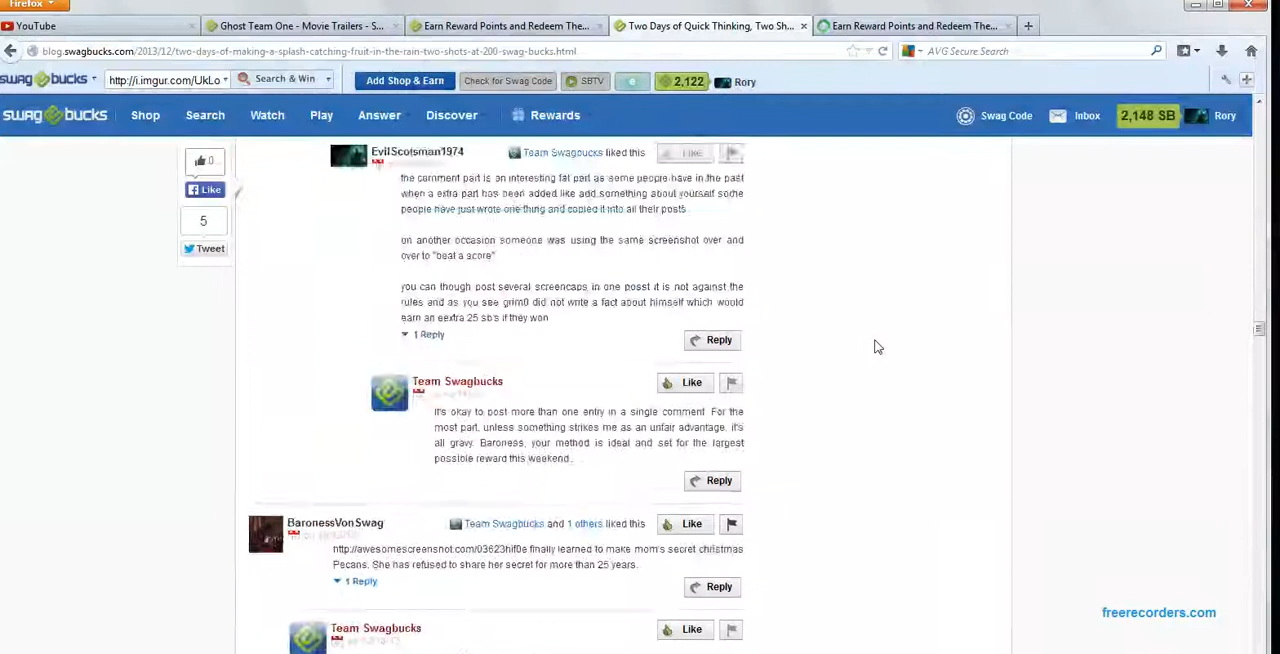 Firefox
YouTube
Ghost Team One - Movie Trailers - S...
Earn Reward Points and Redeem The...
Two Days of Quick Thinking, Two Sh...
Earn Reward Points and Redeem The...
blog.swagbucks.com/2013/12/two-days-of-making-a-splash-catching-fruit-in-the-rain-two-shots-at-200-swag-bucks.html
AVG Secure Search
swagbucks
http://i.imgur.com/UkLo
Search & Win
Add Shop & Earn
Check for Swag Code
SBTV
2,122
Rory
swagbucks
Shop
Search
Watch
Play
Answer
Discover
Rewards
Swag Code
Inbox
2,148 SB
Rory
0
Like
5
Tweet
EvilScotsman1974
Team Swagbucks liked this
LIKE
the comment part is an interesting fat part as some people have in the past
when a extra part has been added like add something about yourself some
people have just wrote one thing and copied it into all their posts
on another occasion someone was using the same screenshot over and
over to "beat a score"
you can though post several screencaps in one posst it is not against the
rules and as you see grim0 did not write a fact about himself which would
earn an eextra 25 sb's if they won
1 Reply
Reply
Team Swagbucks
Like
It's okay to post more than one entry in a single comment. For the
most part, unless something strikes me as an unfair advantage, it's
all gravy. Baroness, your method is ideal and set for the largest
possible reward this weekend.
Reply
BaronessVonSwag
Team Swagbucks and 1 others liked this
Like
http://awesomescreenshot.com/03623hif0e finally learned to make mom's secret christmas
Pecans. She has refused to share her secret for more than 25 years.
1 Reply
Reply
Team Swagbucks
Like
freerecorders.com